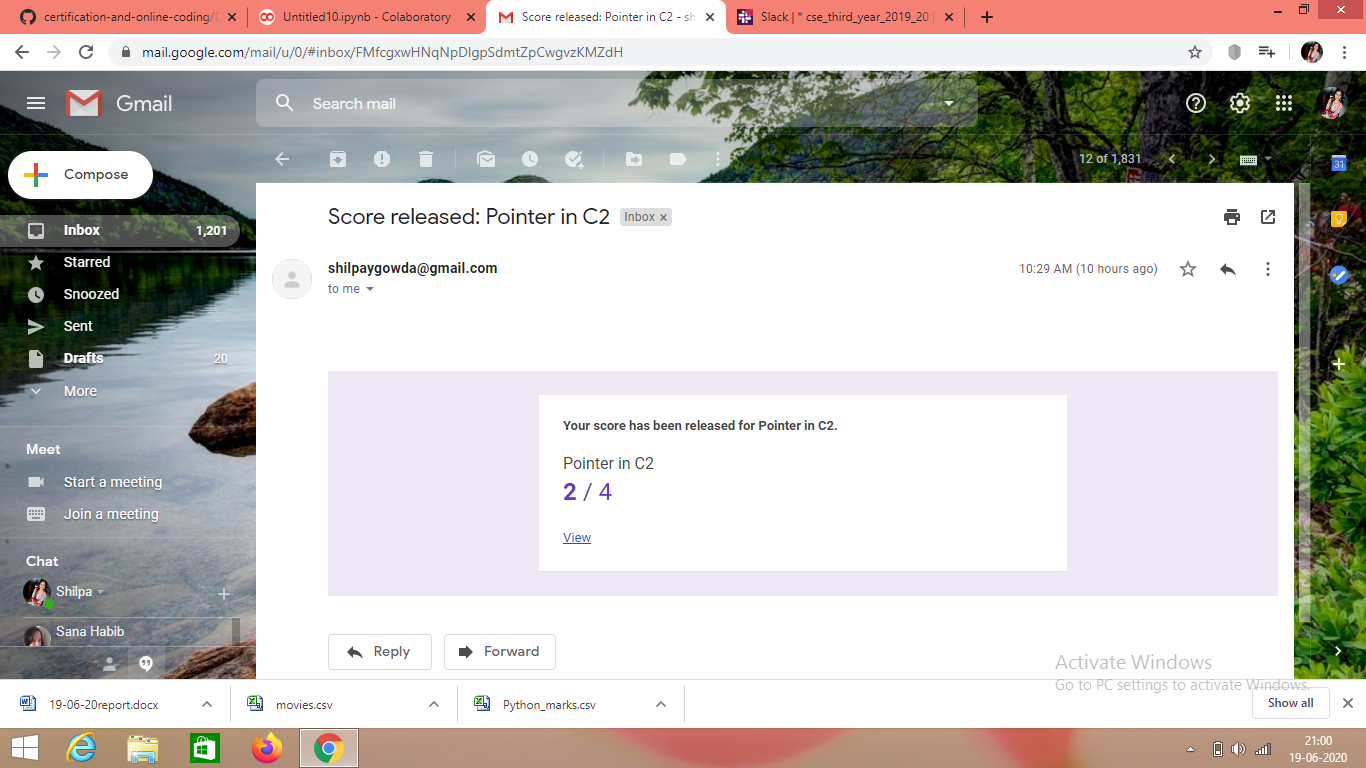 certification-and-online-coding/
Untitled10.ipynb - Colaboratory
Score released: Pointer in C2 - sh
Slack | * cse_third_year_2019_20 |
mail.google.com/mail/u/0/#inbox/FMfcgxwHNqNpDlgpSdmtZpCwgvzKMZdH
Gmail
Search mail
Compose
12 of 1,831
31
Inbox 1,201
Starred
Snoozed
Sent
Drafts 20
More
Meet
Start a meeting
Join a meeting
Chat
Shilpa
Sana Habib
Score released: Pointer in C2 Inbox x
shilpaygowda@gmail.com
10:29 AM (10 hours ago)
to me
Your score has been released for Pointer in C2.
Pointer in C2
2 / 4
View
Reply
Forward
Activate Windows
Go to PC settings to activate Windows.
19-06-20report.docx
movies.csv
Python_marks.csv
Show all
21:00
19-06-2020